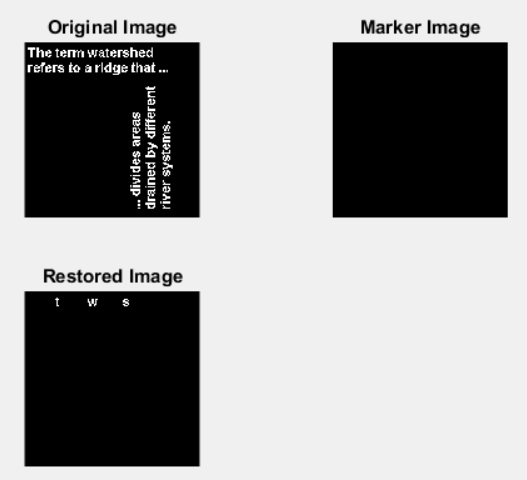 Original Image
Marker Image
The term watershed
refers to a ridge that ...
... divides areas
drained by different
river systems.
Restored Image
t w s